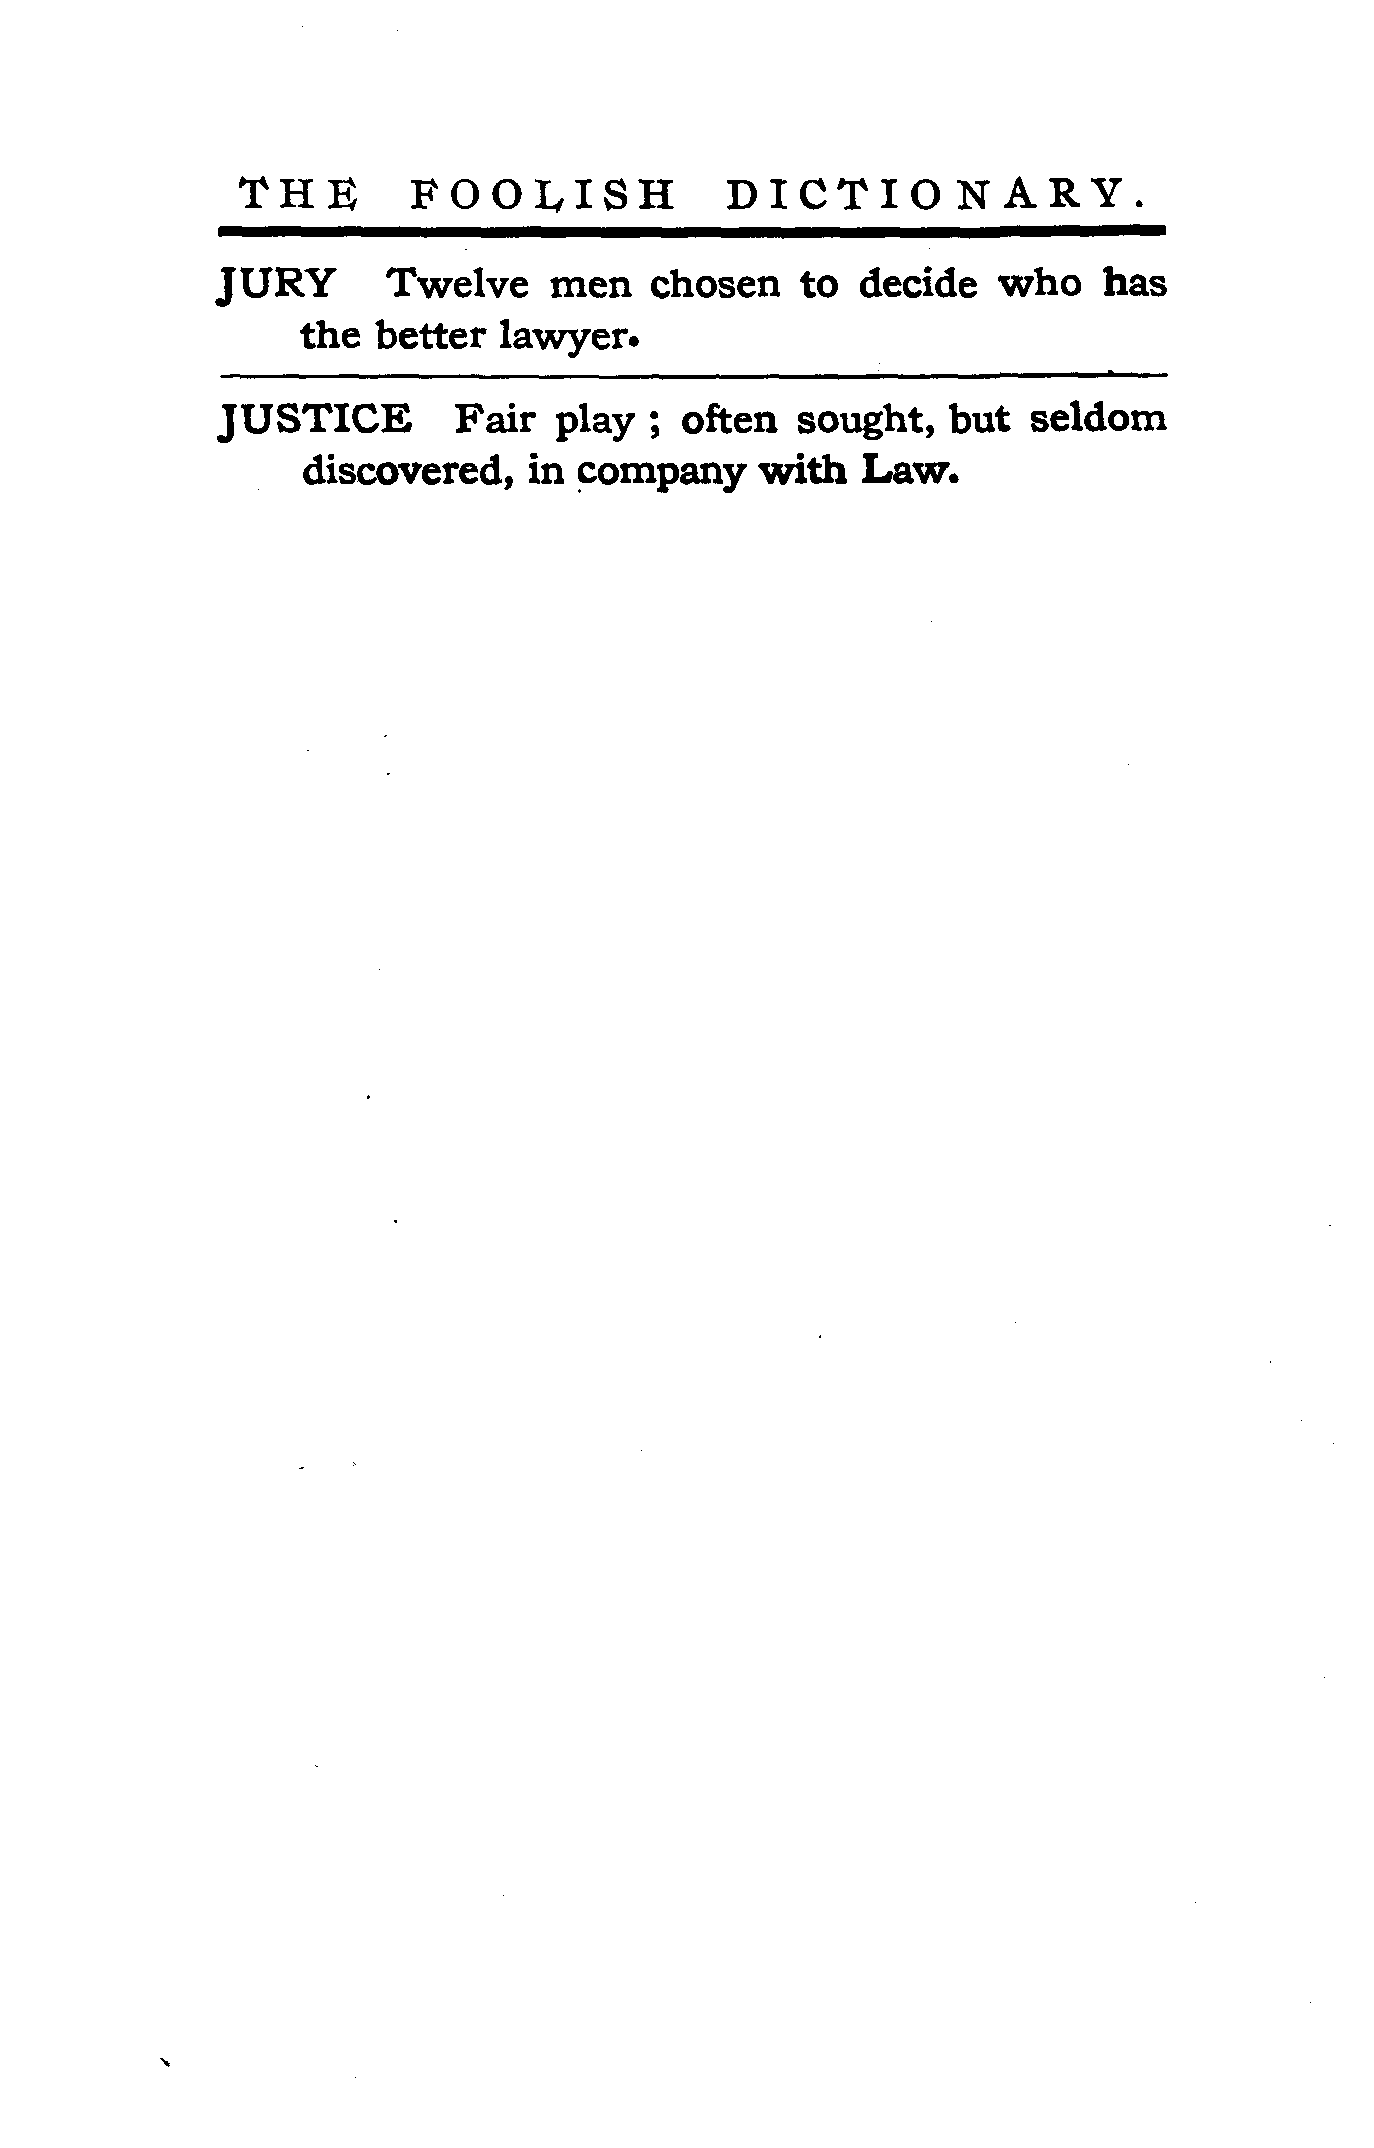 THE FOOLISH DICTIONARY.
JURY Twelve men chosen to decide who has
the better lawyer.
JUSTICE Fair play ; often sought, but seldom
discovered, in company with Law.